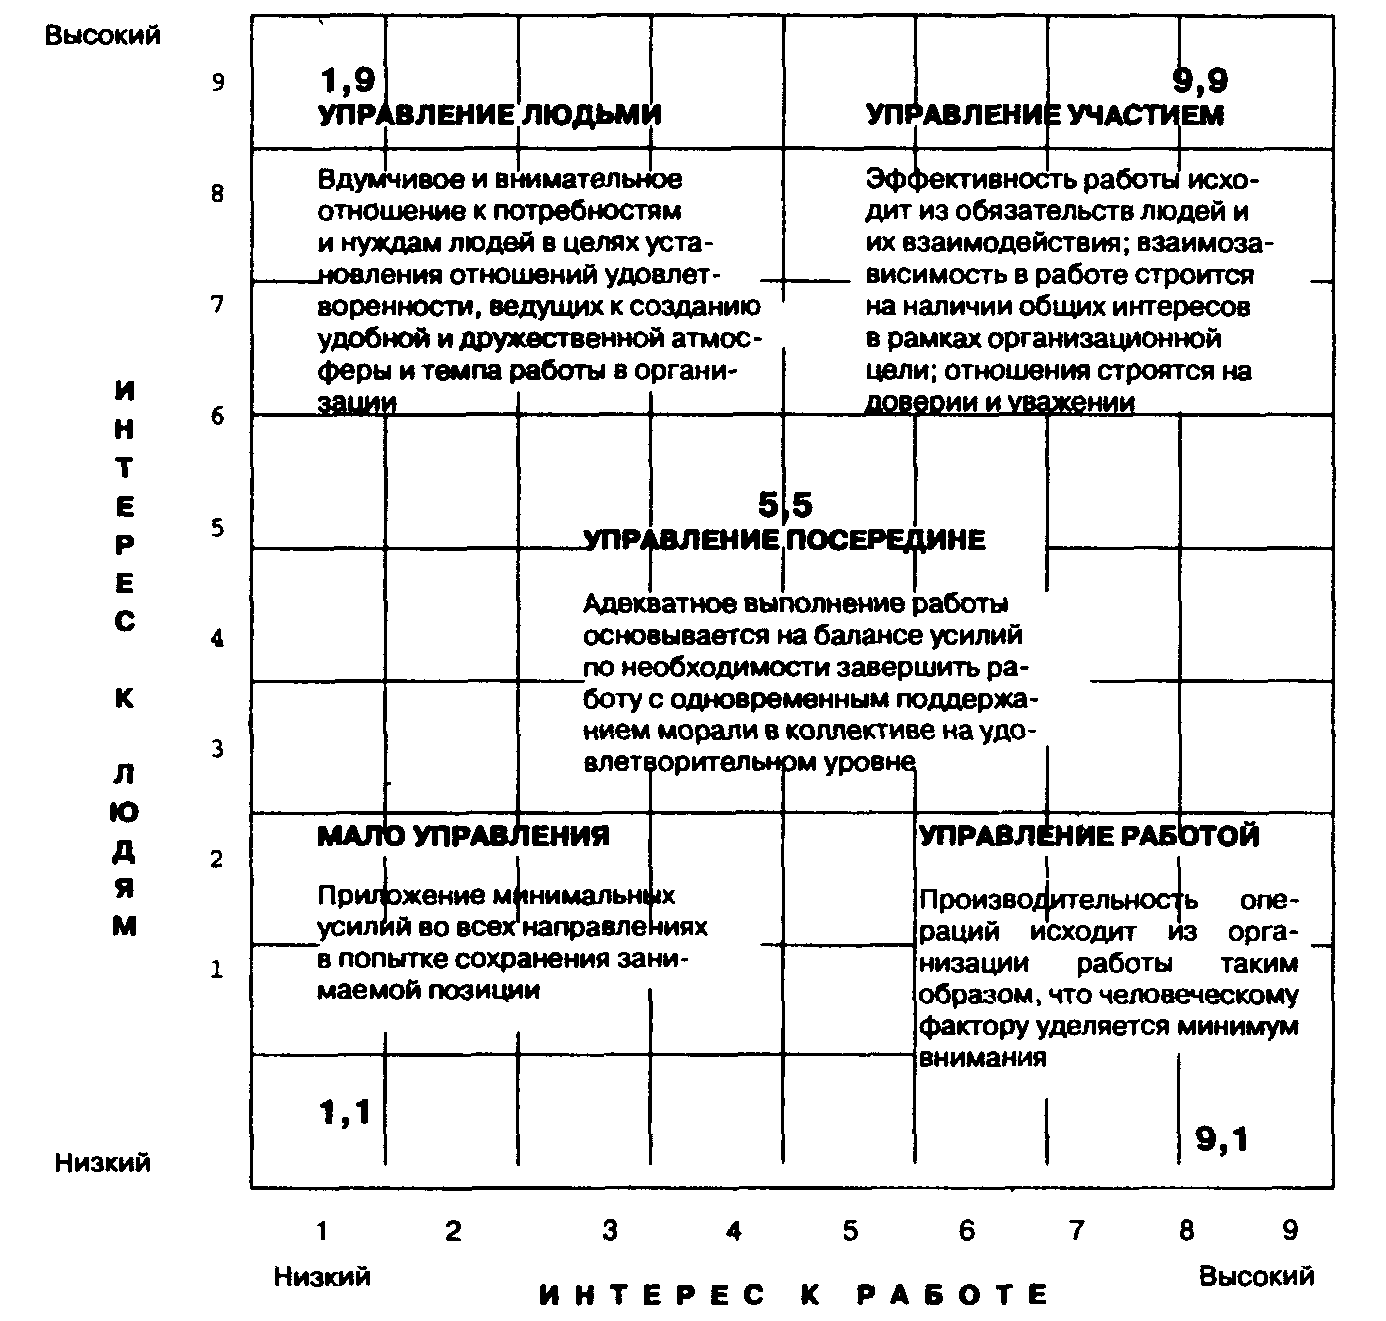 Высокий
9
1,9
УПРАВЛЕНИЕ ЛЮДЬМИ
Вдумчивое и внимательное
отношение к потребностям
и нуждам людей в целях уста-
новления отношений удовлет-
воренности, ведущих к созданию
удобной и дружественной атмос-
феры и темпа работы в органи-
зации
9,9
УПРАВЛЕНИЕ УЧАСТИЕМ
Эффективность работы исхо-
дит из обязательств людей и
их взаимодействия; взаимоза-
висимость в работе строится
на наличии общих интересов
в рамках организационной
цели; отношения строятся на
доверии и уважении
8
7
6
5
4
3
2
1
ИНТЕРЕС К ЛЮДЯМ
5,5
УПРАВЛЕНИЕ ПОСЕРЕДИНЕ
Адекватное выполнение работы
основывается на балансе усилий
по необходимости завершить ра-
боту с одновременным поддержа-
нием морали в коллективе на удо-
влетворительном уровне
МАЛО УПРАВЛЕНИЯ
Приложение минимальных
усилий во всех направлениях
в попытке сохранения зани-
маемой позиции
1,1
УПРАВЛЕНИЕ РАБОТОЙ
Производительность опе-
раций исходит из орга-
низации работы таким
образом, что человеческому
фактору уделяется минимум
внимания
9,1
Низкий
1 2 3 4 5 6 7 8 9
Низкий
Высокий
ИНТЕРЕС К РАБОТЕ